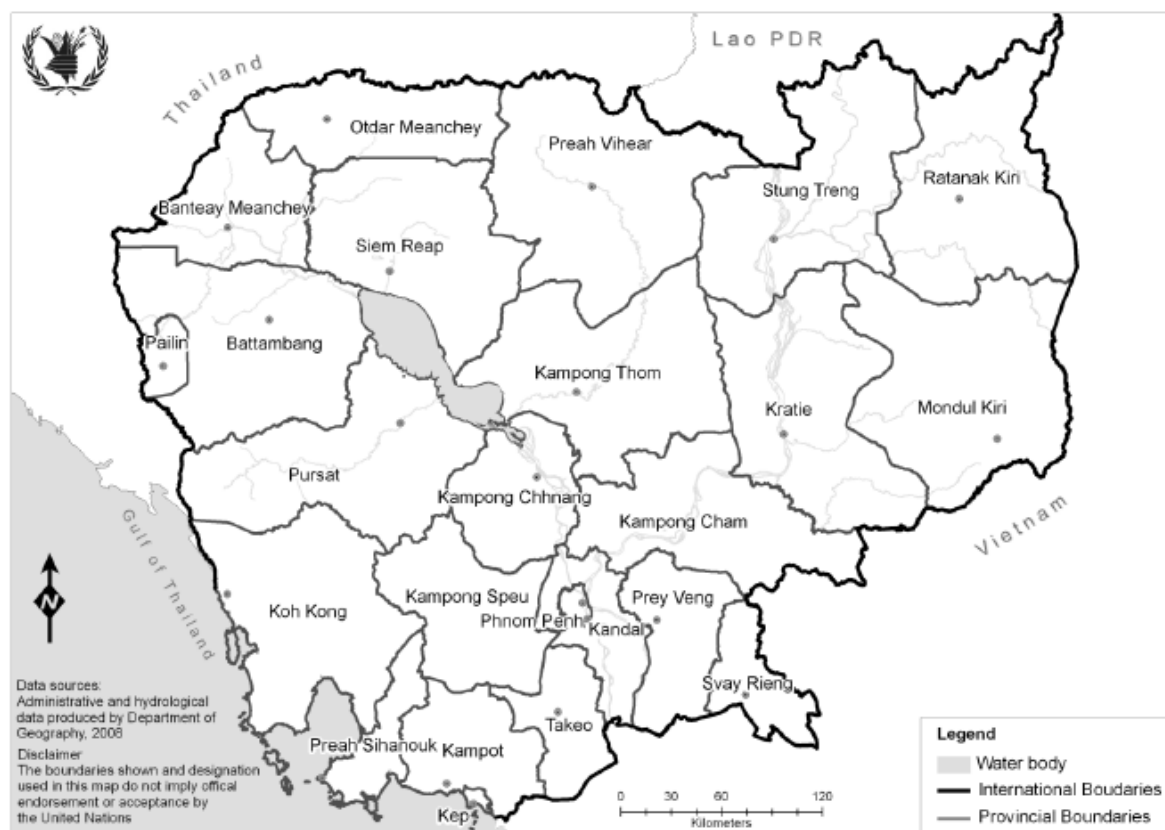 Lao PDR
Thailand
Otdar Meanchey
Preah Vihear
Stung Treng
Ratanak Kiri
Banteay Meanchey
Siem Reap
Pailin
Battambang
Kampong Thom
Kratie
Mondul Kiri
Pursat
Kampong Chhnang
Kampong Cham
Vietnam
Gulf of Thailand
N
Koh Kong
Kampong Speu
Prey Veng
Phnom Penh
Kandal
Svay Rieng
Takeo
Preah Sihanouk
Kampot
Kep
Data sources:
Administrative and hydrological
data produced by Department of
Geography, 2008
Disclaimer
The boundaries shown and designation
used in this map do not imply offical
endorsement or acceptance by
the United Nations
0 30 60 120
Kilometers
Legend
Water body
International Boudaries
Provincial Boundaries